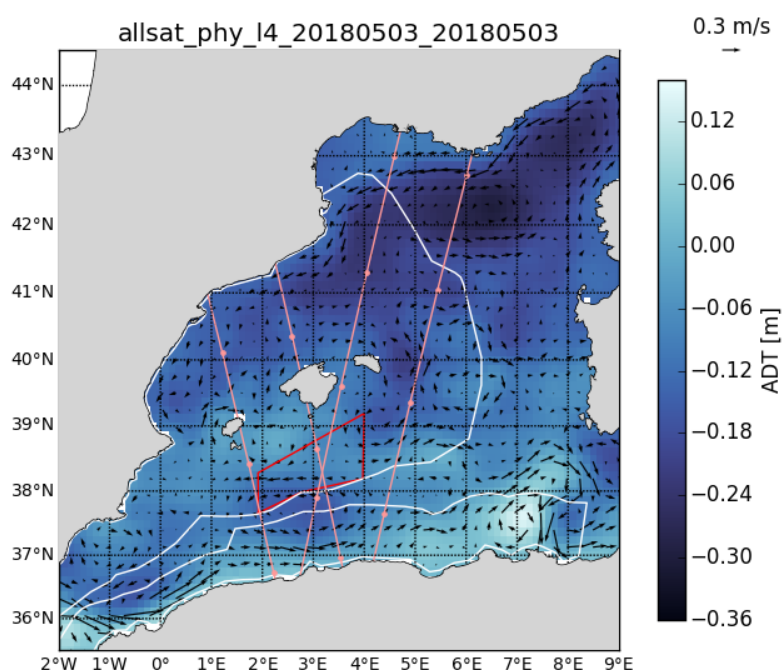 allsat_phy_l4_20180503_20180503
0.3 m/s
44°N
43°N
42°N
41°N
40°N
39°N
38°N
37°N
36°N
2°W 1°W 0° 1°E 2°E 3°E 4°E 5°E 6°E 7°E 8°E 9°E
0.12
0.06
0.00
−0.06
−0.12
−0.18
−0.24
−0.30
−0.36
ADT [m]